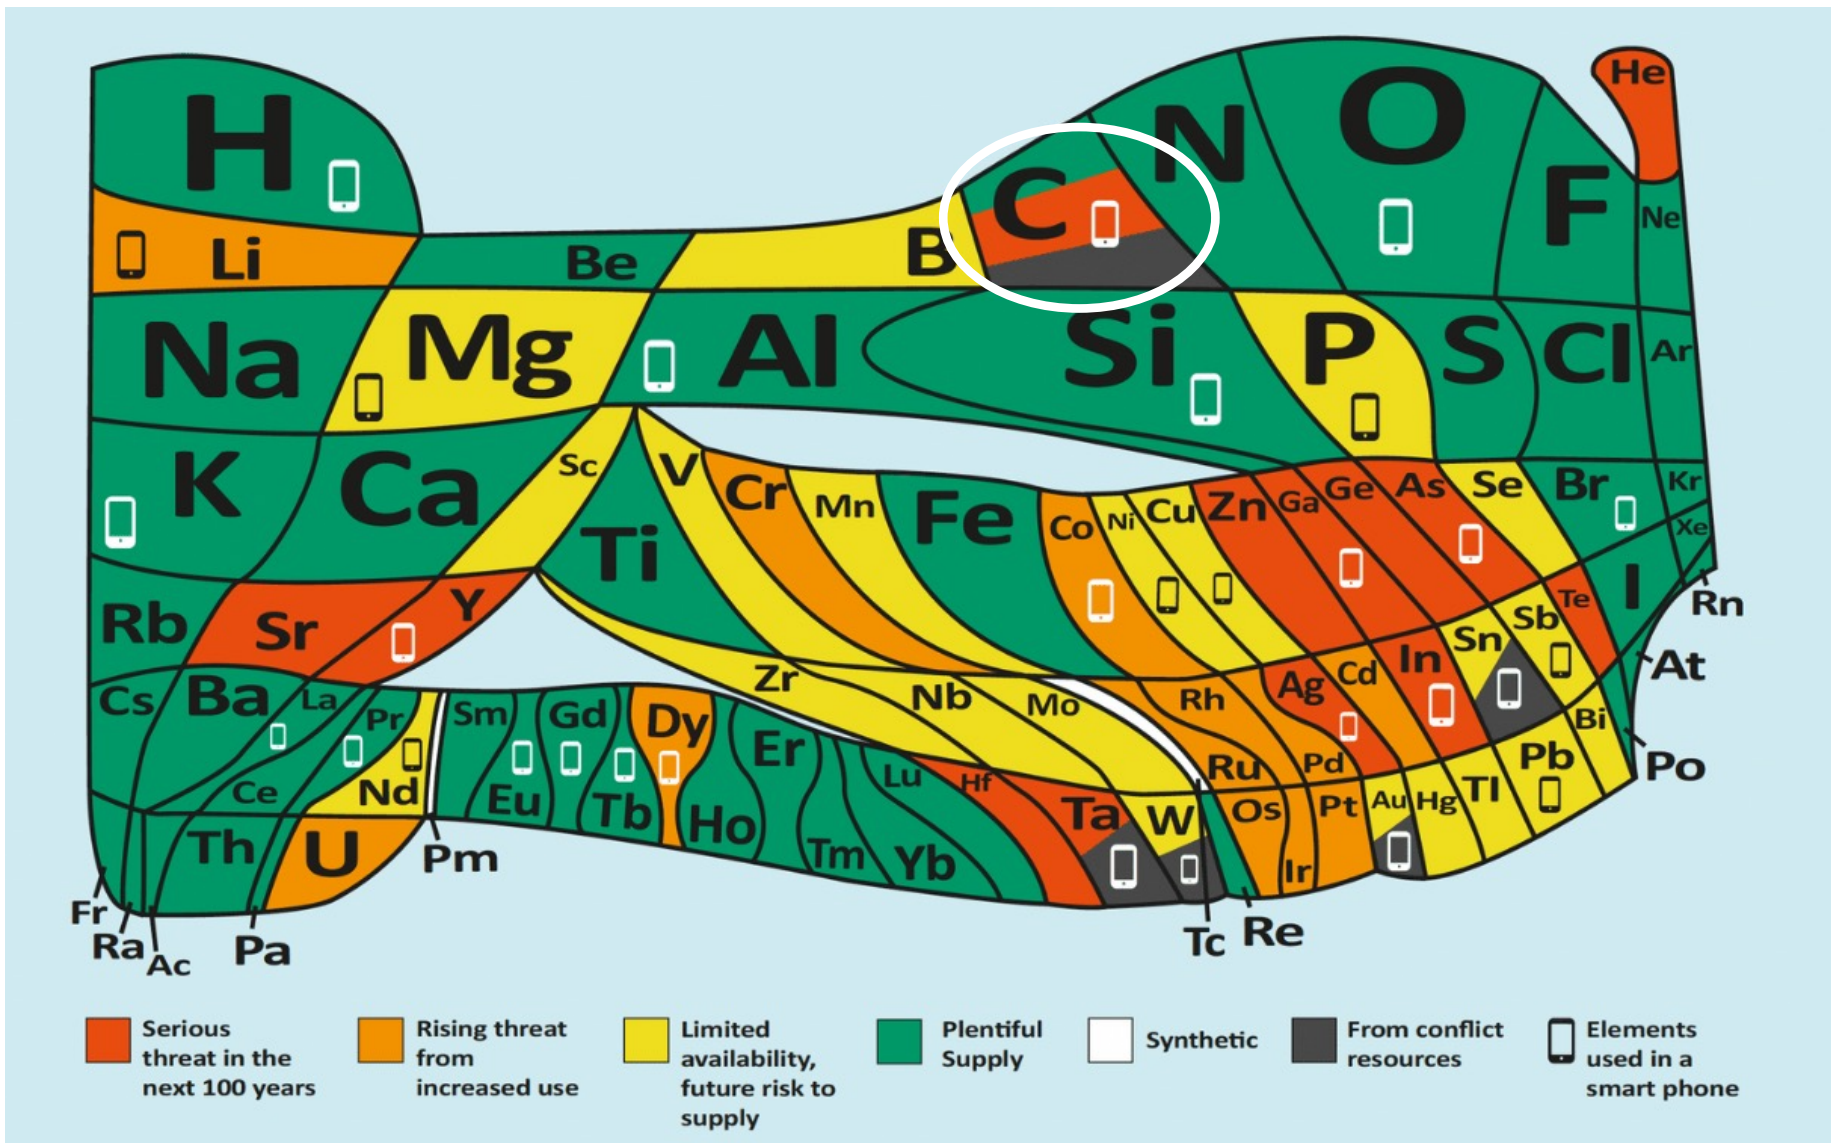 H
He
C
N
O
F
Ne
Li
Be
B
Na
Mg
Al
Si
P
S
Cl
Ar
K
Ca
Sc
Ti
V
Cr
Mn
Fe
Co
Ni
Cu
Zn
Ga
Ge
As
Se
Br
Kr
Rb
Sr
Y
Zr
Nb
Mo
Rh
Ru
Pd
Ag
Cd
In
Sn
Sb
Te
I
Xe
Rn
Cs
Ba
La
Ce
Pr
Nd
Sm
Eu
Gd
Tb
Dy
Ho
Er
Tm
Yb
Lu
Hf
Ta
W
Os
Ir
Pt
Au
Hg
Tl
Pb
Bi
At
Po
Th
U
Pm
Fr
Ra
Ac
Pa
Tc
Re
Serious
threat in the
next 100 years
Rising threat
from
increased use
Limited
availability,
future risk to
supply
Plentiful
Supply
Synthetic
From conflict
resources
Elements
used in a
smart phone